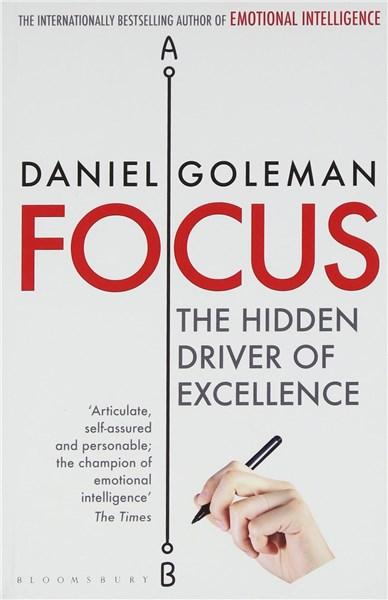 THE INTERNATIONALLY BESTSELLING AUTHOR OF EMOTIONAL INTELLIGENCE
A
DANIEL GOLEMAN
FOCUS
THE HIDDEN
DRIVER OF
EXCELLENCE
‘Articulate,
self-assured
and personable;
the champion of
emotional
intelligence’
The Times
BLOOMSBURY
B